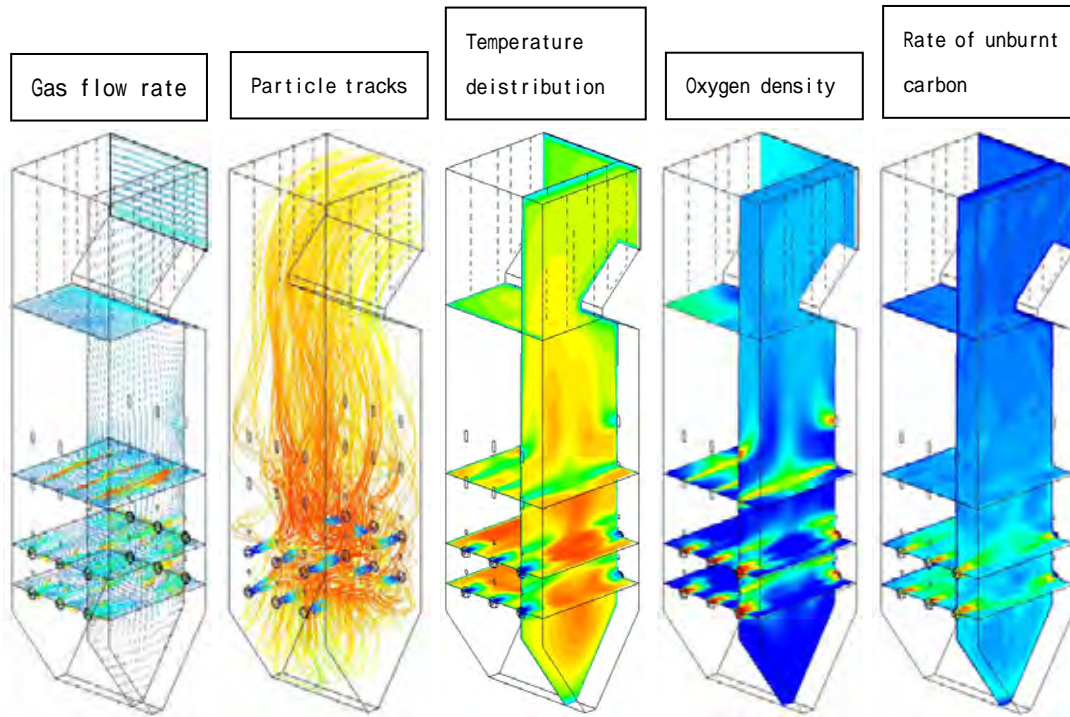 Gas flow rate
Particle tracks
Temperature
deistribution
Oxygen density
Rate of unburnt
carbon